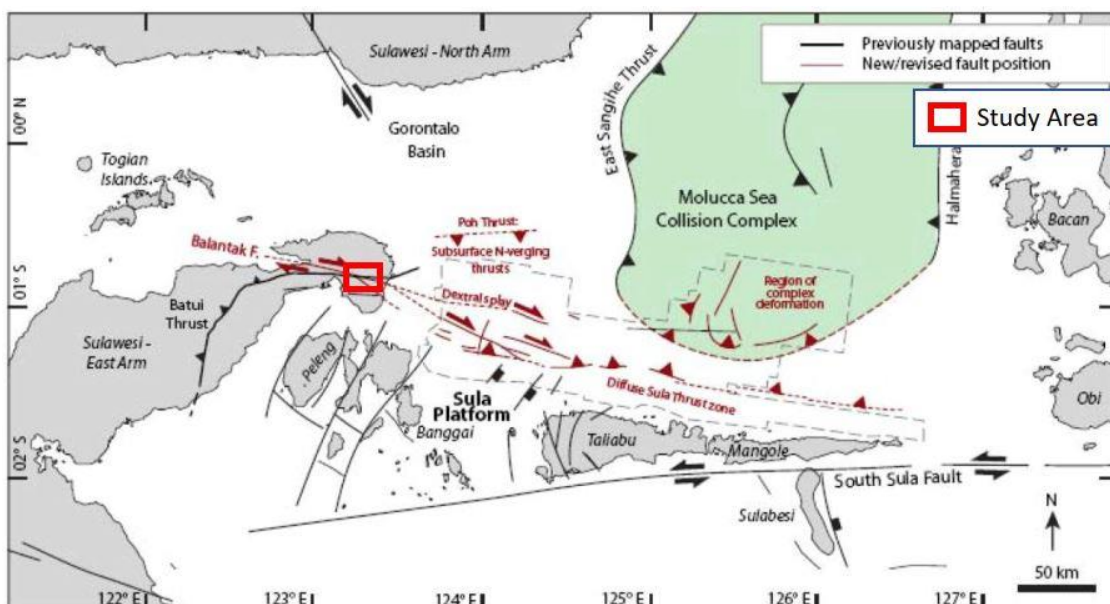 Sulawesi - North Arm
Previously mapped faults
New/revised fault position
Study Area
00° N
Gorontalo
Basin
East Sangihe Thrust
Halmahera
Togian
Islands
Molucca Sea
Collision Complex
Bacan
Poh Thrust:
Subsurface N-verging
thrusts
Balantak F.
01° S
Dextral splay
Region of
complex
deformation
Batui
Thrust
Sulawesi -
East Arm
Peleng
Sula
Platform
Diffuse Sula Thrust zone
Obi
Banggai
Taliabu
Mangole
02° S
South Sula Fault
Sulabesi
N
50 km
122° E
123° E
124° E
125° E
126° E
127° E